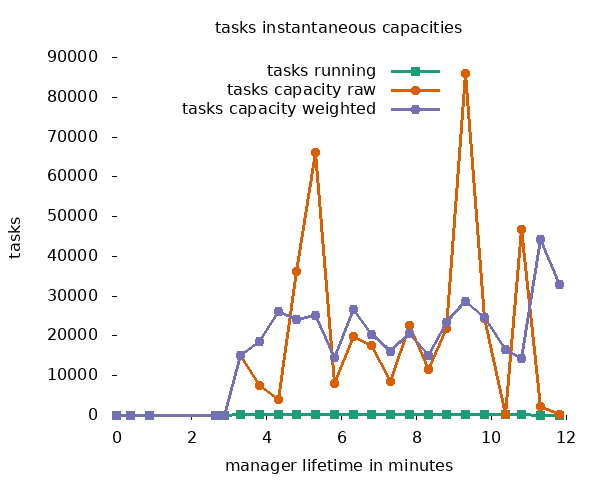 tasks instantaneous capacities
90000
80000
70000
60000
50000
40000
30000
20000
10000
0
tasks
tasks running
tasks capacity raw
tasks capacity weighted
0 2 4 6 8 10 12
manager lifetime in minutes